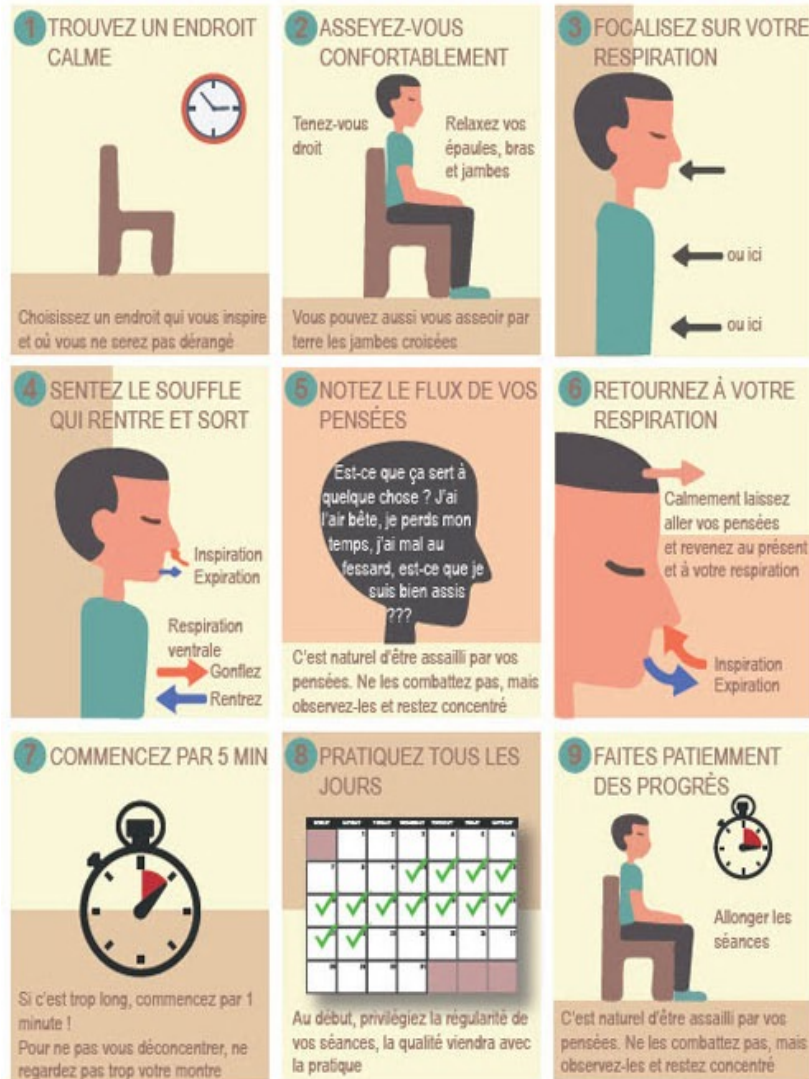 1 TROUVEZ UN ENDROIT
CALME
Choisissez un endroit qui vous inspire
et où vous ne serez pas dérangé
2 ASSEYEZ-VOUS
CONFORTABLEMENT
Tenez-vous
droit
Relaxez vos
épaules, bras
et jambes
Vous pouvez aussi vous asseoir par
terre les jambes croisées
3 FOCALISEZ SUR VOTRE
RESPIRATION
ou ici
ou ici
4 SENTEZ LE SOUFFLE
QUI RENTRE ET SORT
Inspiration
Expiration
Respiration
ventrale
Gonflez
Rentrez
5 NOTEZ LE FLUX DE VOS
PENSÉES
Est-ce que ça sert à
quelque chose ? J'ai
l'air bête, je perds mon
temps, j'ai mal au
fessard, est-ce que je
suis bien assis
???
C'est naturel d'être assailli par vos
pensées. Ne les combattez pas, mais
observez-les et restez concentré
6 RETOURNEZ À VOTRE
RESPIRATION
Calmement laissez
aller vos pensées
et revenez au présent
et à votre respiration
Inspiration
Expiration
7 COMMENCEZ PAR 5 MIN
Si c'est trop long, commencez par 1
minute !
Pour ne pas vous déconcentrer, ne
regardez pas trop votre montre
8 PRATIQUEZ TOUS LES
JOURS
Au début, privilégiez la régularité de
vos séances, la qualité viendra avec
la pratique
9 FAITES PATIEMMENT
DES PROGRÈS
Allonger les
séances
C'est naturel d'être assailli par vos
pensées. Ne les combattez pas, mais
observez-les et restez concentré